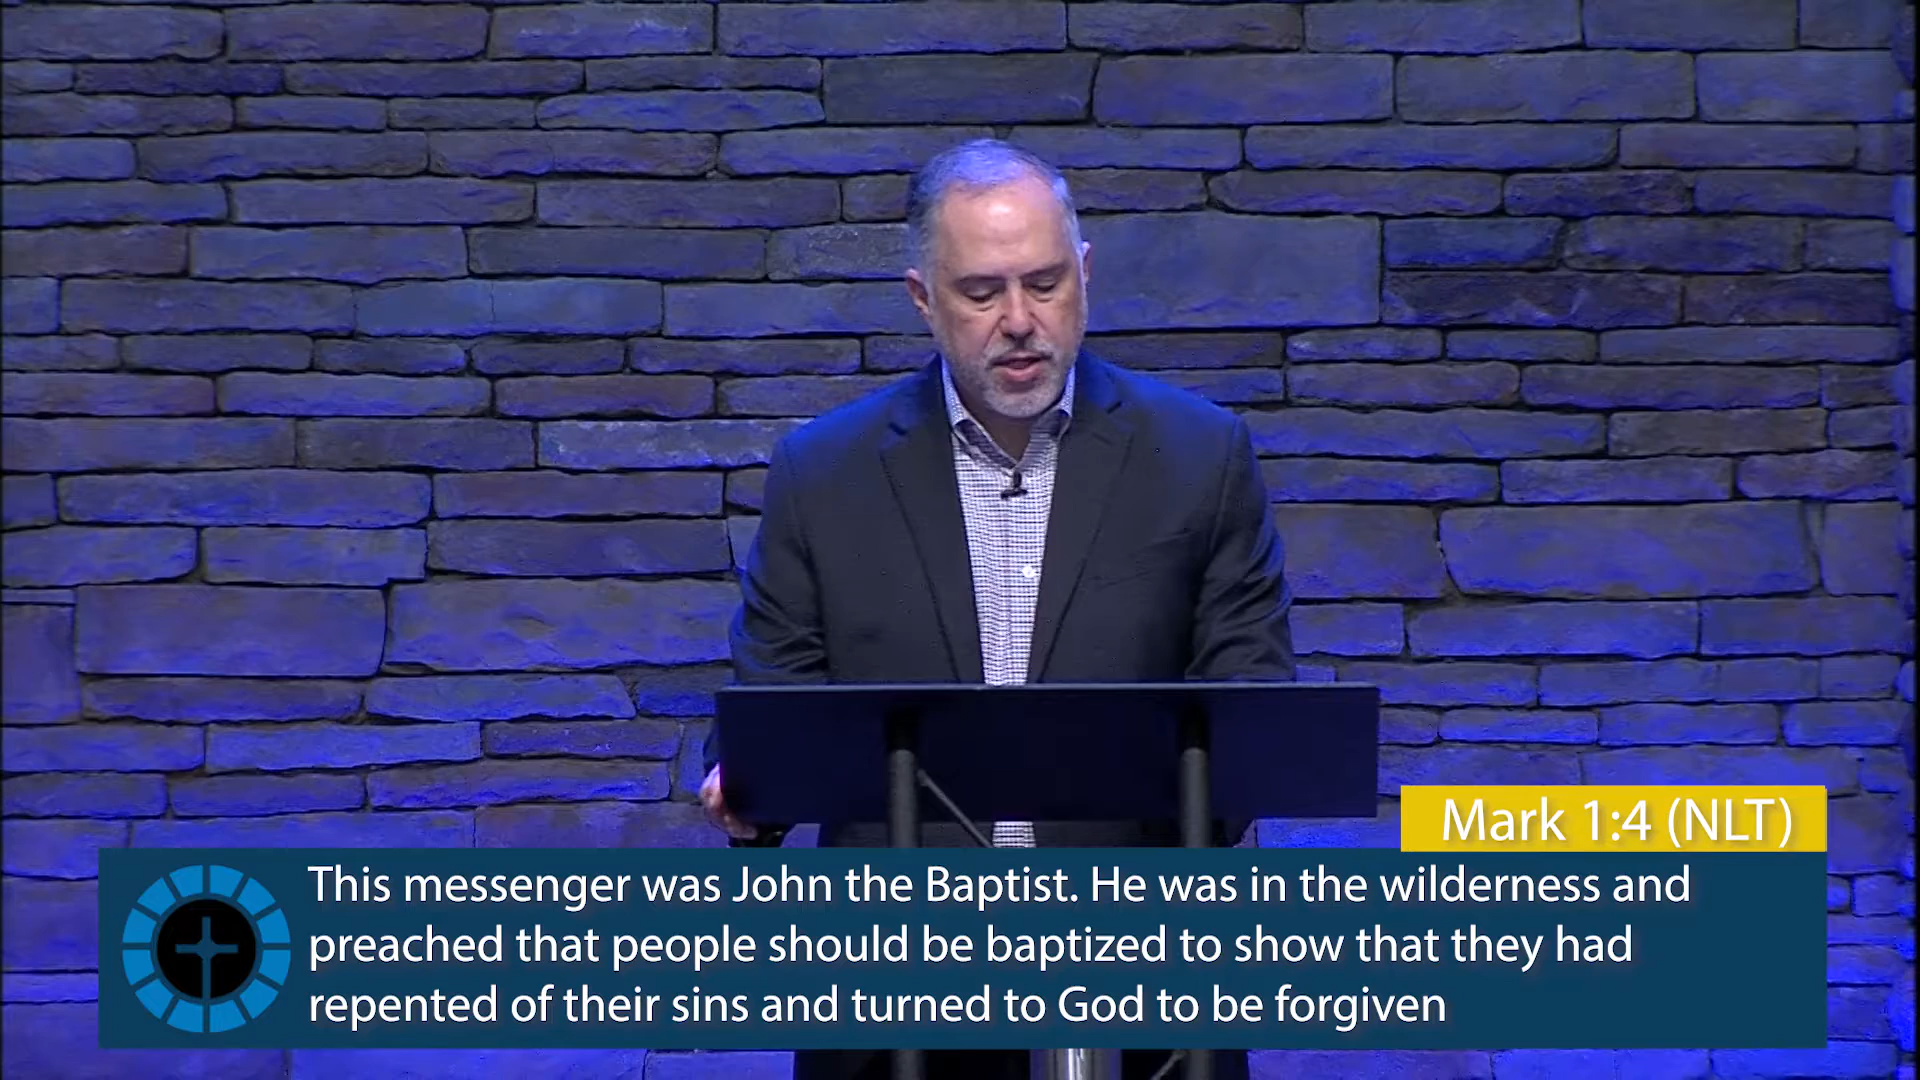 Mark 1:4 (NLT)
This messenger was John the Baptist. He was in the wilderness and
preached that people should be baptized to show that they had
repented of their sins and turned to God to be forgiven